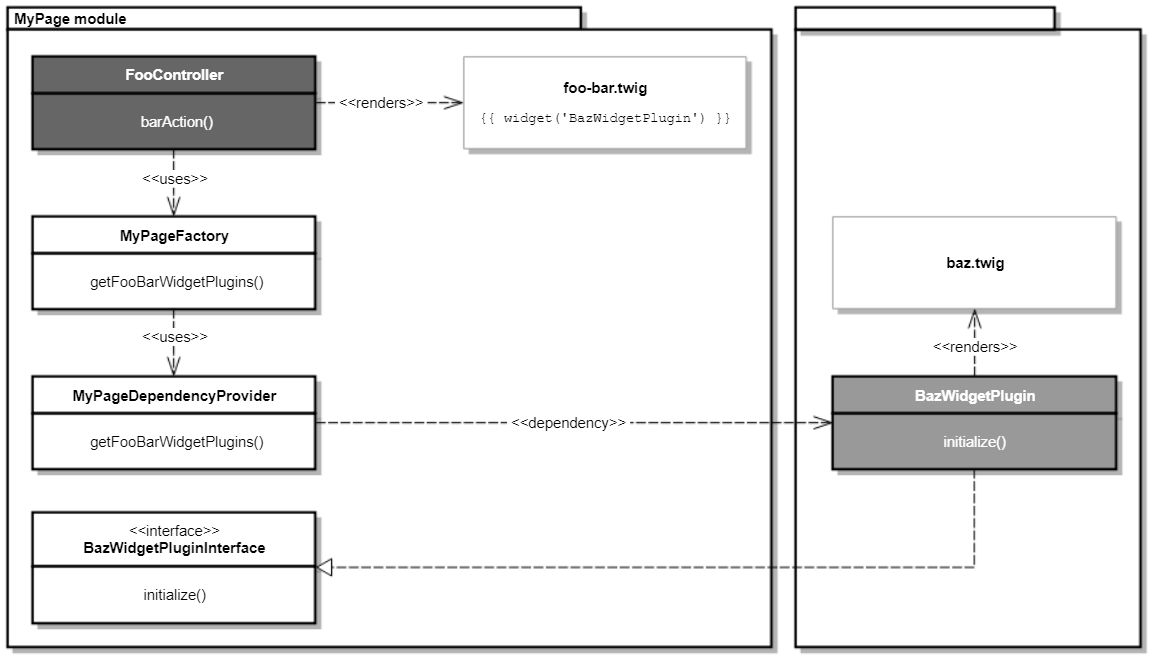 MyPage module
FooController
barAction()
<<renders>>
foo-bar.twig
{{ widget('BazWidgetPlugin') }}
<<uses>>
MyPageFactory
getFooBarWidgetPlugins()
<<uses>>
MyPageDependencyProvider
getFooBarWidgetPlugins()
<<dependency>>
<<interface>>
BazWidgetPluginInterface
initialize()
baz.twig
<<renders>>
BazWidgetPlugin
initialize()